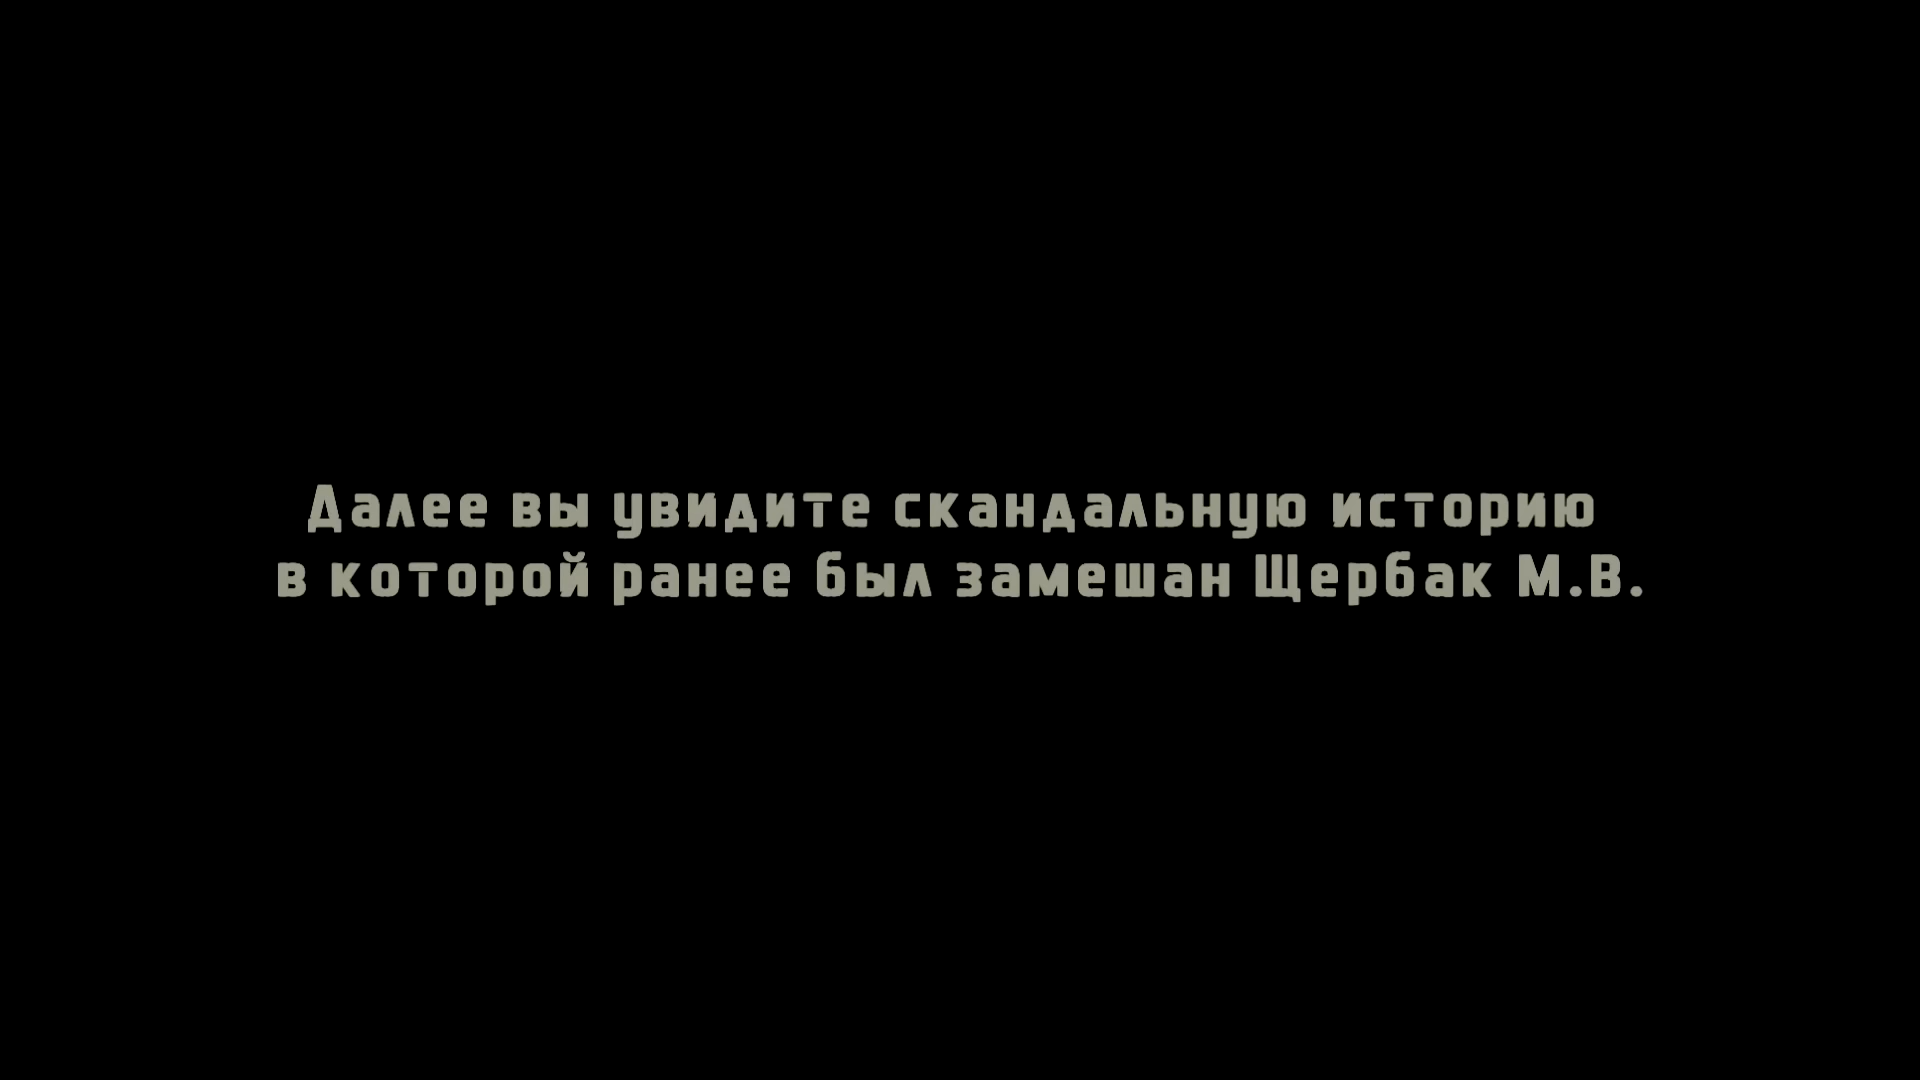 Далее вы увидите скандальную историю
в которой ранее был замешан Щербак М.В.